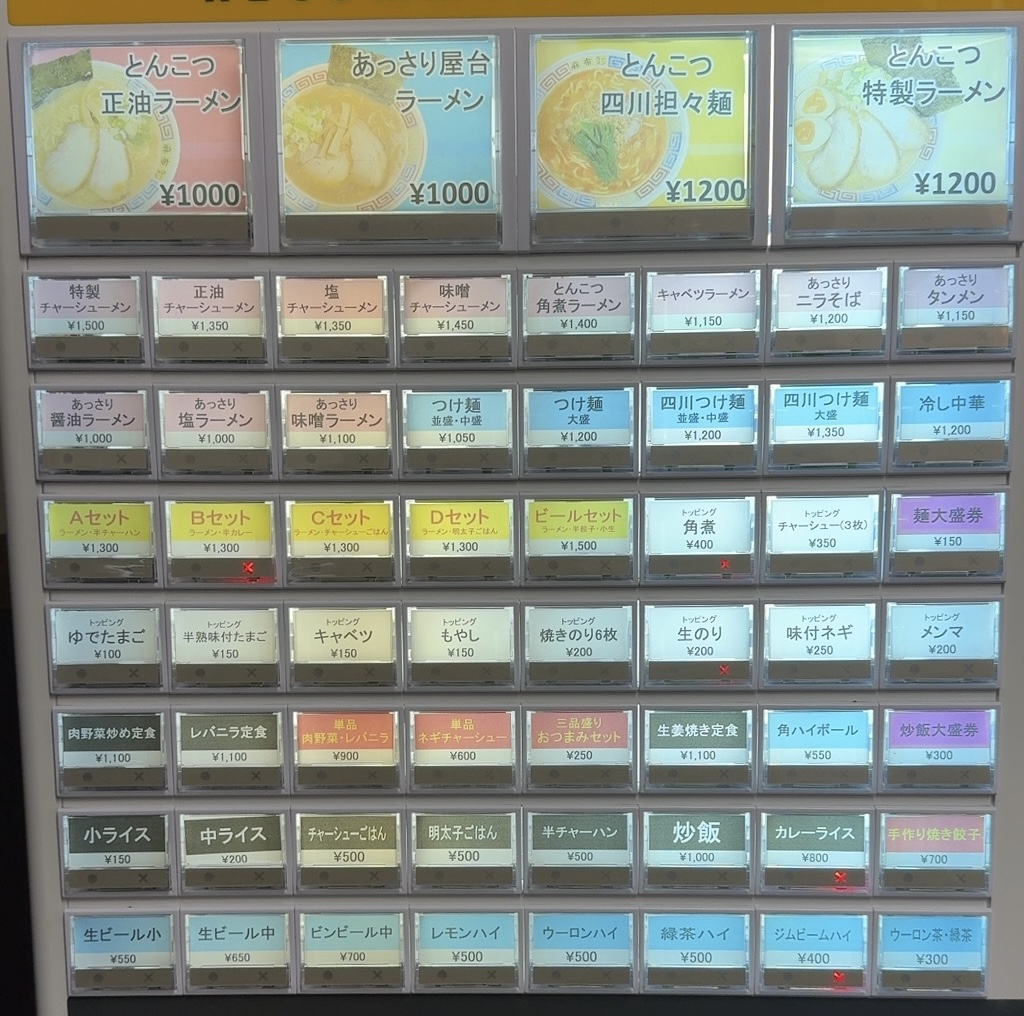 とんこつ
正油ラーメン
¥1000
あっさり屋台
ラーメン
¥1000
とんこつ
四川担々麺
¥1200
とんこつ
特製ラーメン
¥1200
特製
チャーシューメン
¥1,500
正油
チャーシューメン
¥1,350
塩
チャーシューメン
¥1,350
味噌
チャーシューメン
¥1,450
とんこつ
角煮ラーメン
¥1,400
キャベツラーメン
¥1,150
あっさり
ニラそば
¥1,200
あっさり
タンメン
¥1,150
あっさり
醤油ラーメン
¥1,000
あっさり
塩ラーメン
¥1,000
あっさり
味噌ラーメン
¥1,100
つけ麺
並盛・中盛
¥1,050
つけ麺
大盛
¥1,200
四川つけ麺
並盛・中盛
¥1,200
四川つけ麺
大盛
¥1,350
冷し中華
¥1,200
Aセット
ラーメン・半チャーハン
¥1,300
Bセット
ラーメン・半カレー
¥1,300
Cセット
ラーメン・チャーシューごはん
¥1,300
Dセット
ラーメン・明太子ごはん
¥1,300
ビールセット
ラーメン・半餃子・小生
¥1,500
トッピング
角煮
¥400
トッピング
チャーシュー(3枚)
¥350
麺大盛券
¥150
トッピング
ゆでたまご
¥100
トッピング
半熟味付たまご
¥150
トッピング
キャベツ
¥150
トッピング
もやし
¥150
トッピング
焼きのり6枚
¥200
トッピング
生のり
¥200
トッピング
味付ネギ
¥250
トッピング
メンマ
¥200
肉野菜炒め定食
¥1,100
レバニラ定食
¥1,100
単品
肉野菜・レバニラ
¥900
単品
ネギチャーシュー
¥600
三品盛り
おつまみセット
¥250
生姜焼き定食
¥1,100
角ハイボール
¥550
炒飯大盛券
¥300
小ライス
¥150
中ライス
¥200
チャーシューごはん
¥500
明太子ごはん
¥500
半チャーハン
¥500
炒飯
¥1,000
カレーライス
¥800
手作り焼き餃子
¥700
生ビール小
¥550
生ビール中
¥650
ビンビール中
¥700
レモンハイ
¥500
ウーロンハイ
¥500
緑茶ハイ
¥500
ジムビームハイ
¥400
ウーロン茶・緑茶
¥300